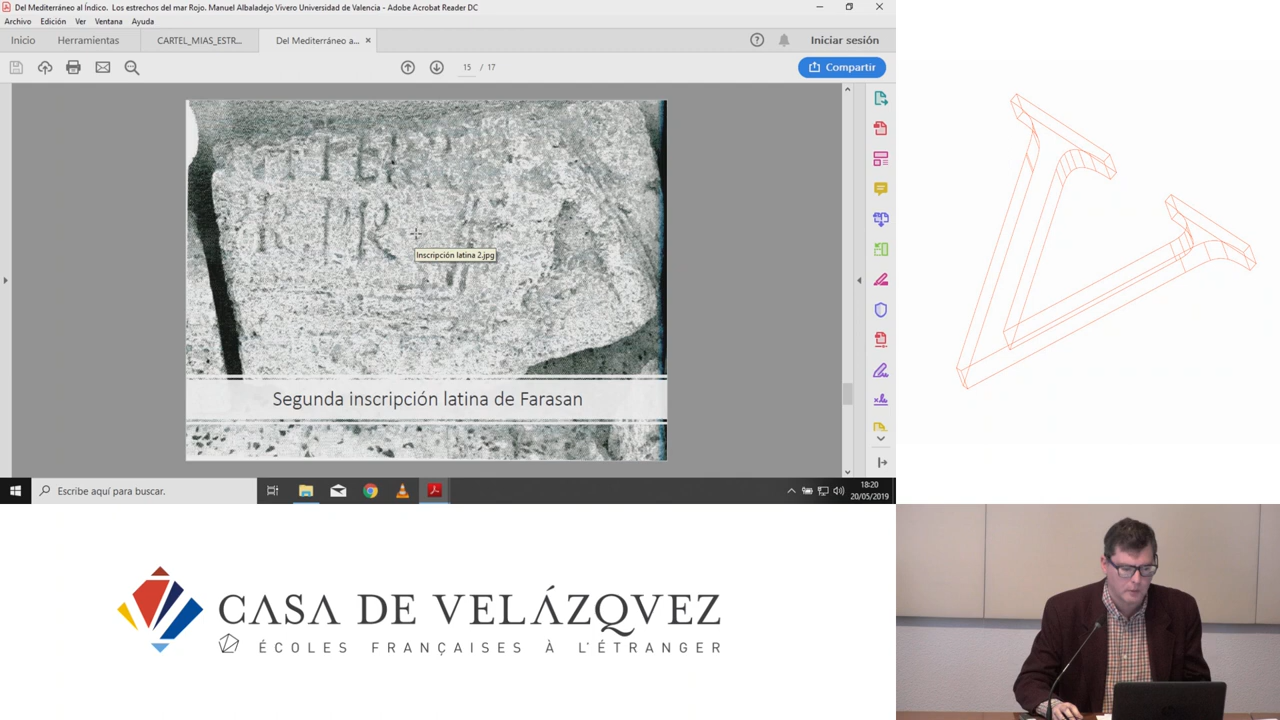 Del Mediterráneo al Índico. Los estrechos del mar Rojo. Manuel Albaladejo Vivero Universidad de Valencia - Adobe Acrobat Reader DC
Archivo Edición Ver Ventana Ayuda
Inicio Herramientas CARTEL_MIAS_ESTR... Del Mediterráneo a... × Iniciar sesión
15 / 17 Compartir
Inscripción latina 2.jpg
Segunda inscripción latina de Farasan
Escribe aquí para buscar.
18:20
20/05/2019
CASA DE VELÁZQVEZ
ÉCOLES FRANÇAISES À L'ÉTRANGER